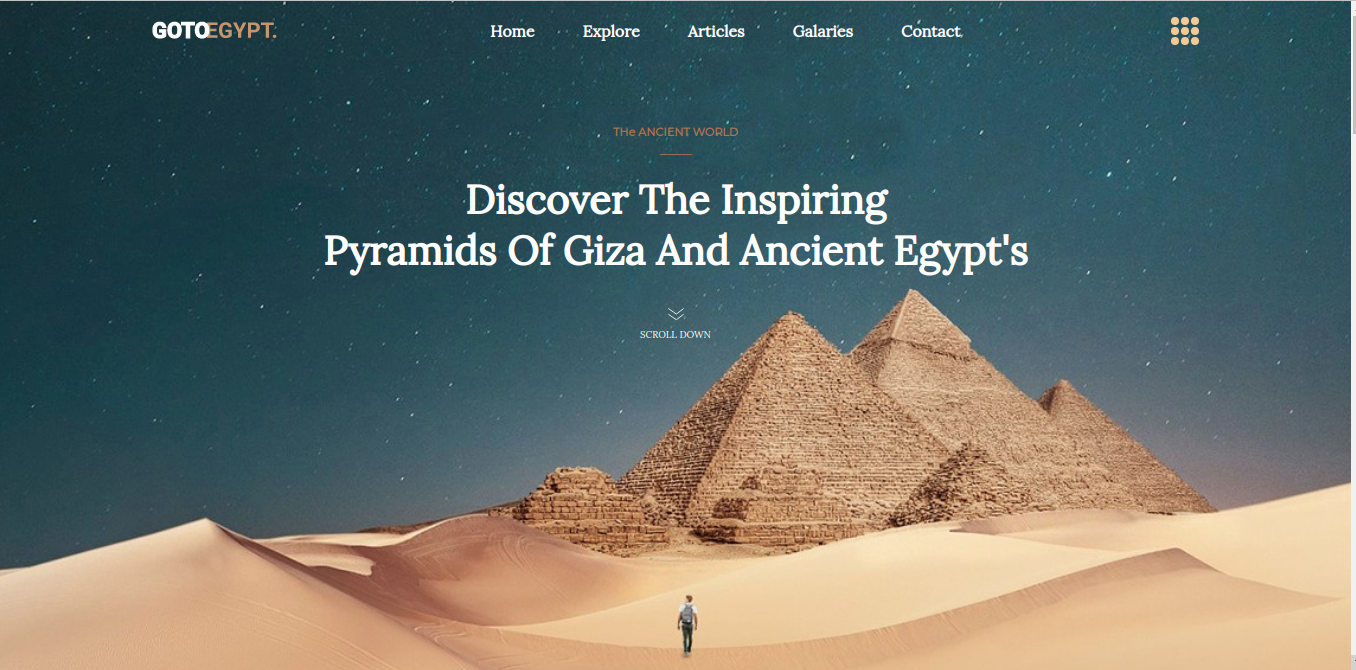 GOTOEGYPT.
Home Explore Articles Galaries Contact
THe ANCIENT WORLD
Discover The Inspiring
Pyramids Of Giza And Ancient Egypt's
SCROLL DOWN